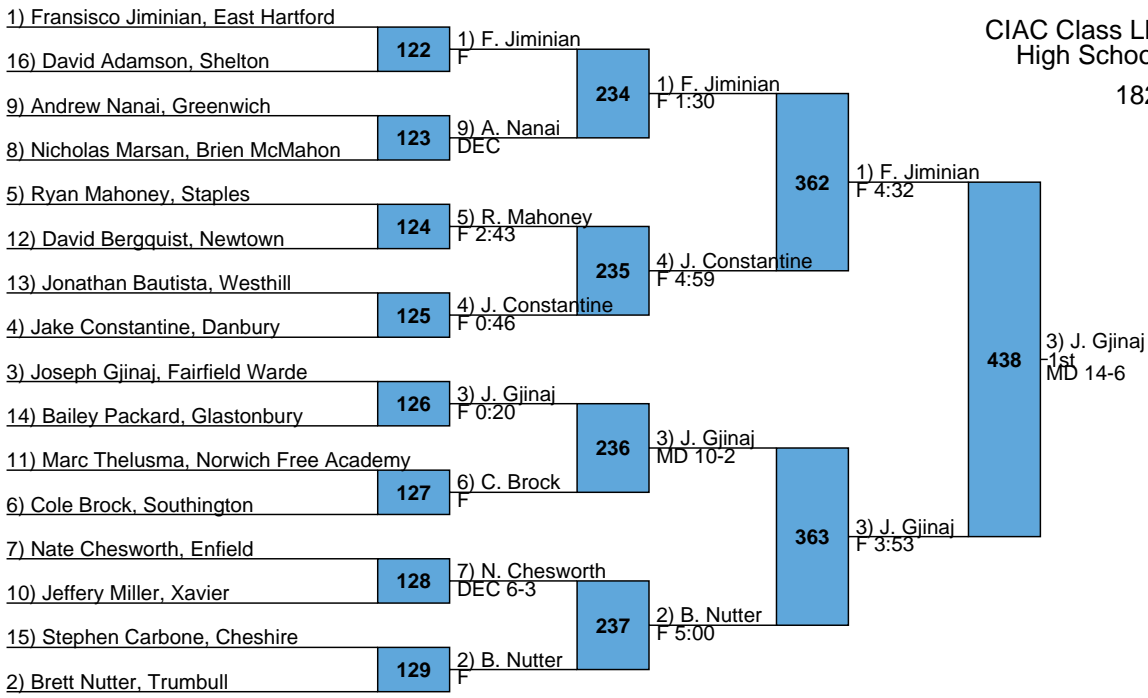 1) Fransisco Jiminian, East Hartford
16) David Adamson, Shelton
9) Andrew Nanai, Greenwich
8) Nicholas Marsan, Brien McMahon
5) Ryan Mahoney, Staples
12) David Bergquist, Newtown
13) Jonathan Bautista, Westhill
4) Jake Constantine, Danbury
3) Joseph Gjinaj, Fairfield Warde
14) Bailey Packard, Glastonbury
11) Marc Thelusma, Norwich Free Academy
6) Cole Brock, Southington
7) Nate Chesworth, Enfield
10) Jeffery Miller, Xavier
15) Stephen Carbone, Cheshire
2) Brett Nutter, Trumbull
122
123
124
125
126
127
128
129
1) F. Jiminian
F
9) A. Nanai
DEC
5) R. Mahoney
F 2:43
4) J. Constantine
F 0:46
3) J. Gjinaj
F 0:20
6) C. Brock
F
7) N. Chesworth
DEC 6-3
2) B. Nutter
F
234
235
236
237
1) F. Jiminian
F 1:30
4) J. Constantine
F 4:59
3) J. Gjinaj
MD 10-2
2) B. Nutter
F 5:00
362
363
1) F. Jiminian
F 4:32
3) J. Gjinaj
F 3:53
438
3) J. Gjinaj
1st
MD 14-6
CIAC Class
High